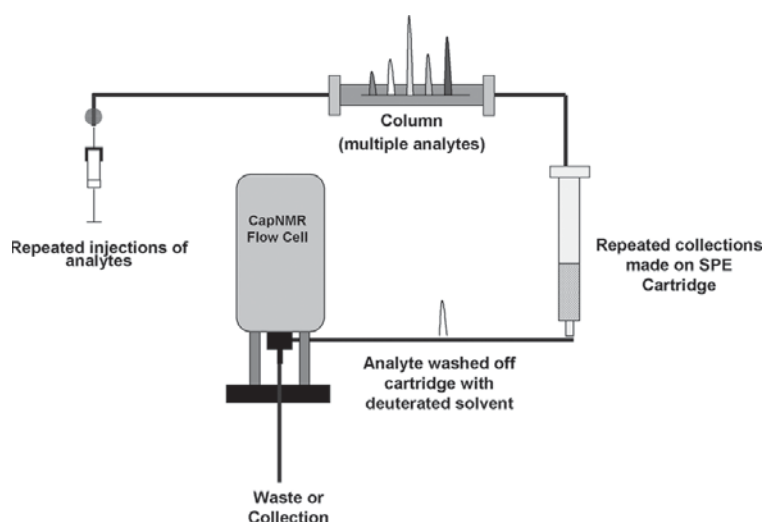 Column
(multiple analytes)
CapNMR
Flow Cell
Repeated injections of
analytes
Repeated collections
made on SPE
Cartridge
Analyte washed off
cartridge with
deuterated solvent
Waste or
Collection